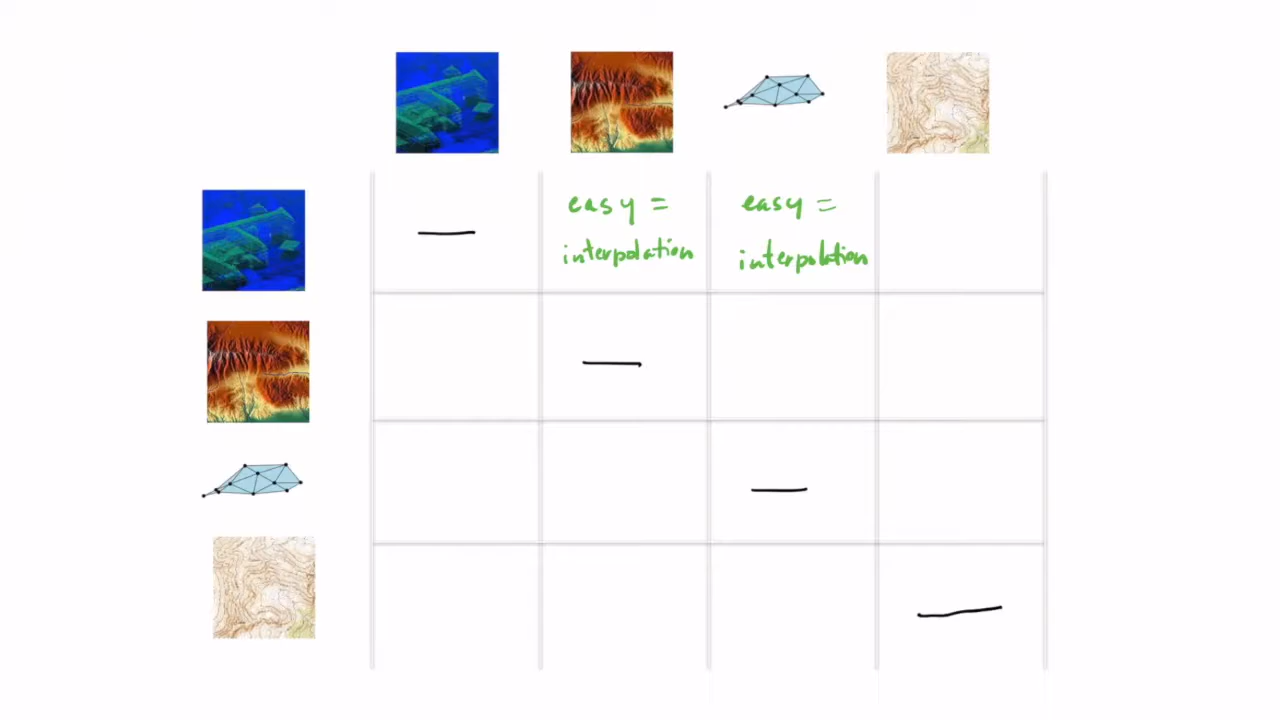 easy =
interpolation
easy =
interpolation